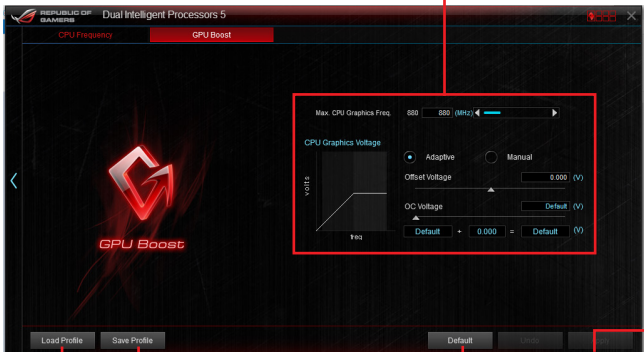 REPUBLIC OF
GAMERS
Dual Intelligent Processors 5
CPU Frequency
GPU Boost
Max. CPU Graphics Freq. 880 880 (MHz)
CPU Graphics Voltage
Adaptive Manual
Offset Voltage 0.000 (V)
volts
OC Voltage Default (V)
Default + 0.000 = Default (V)
freq
GPU Boost
Load Profile
Save Profile
Default
Undo
Apply